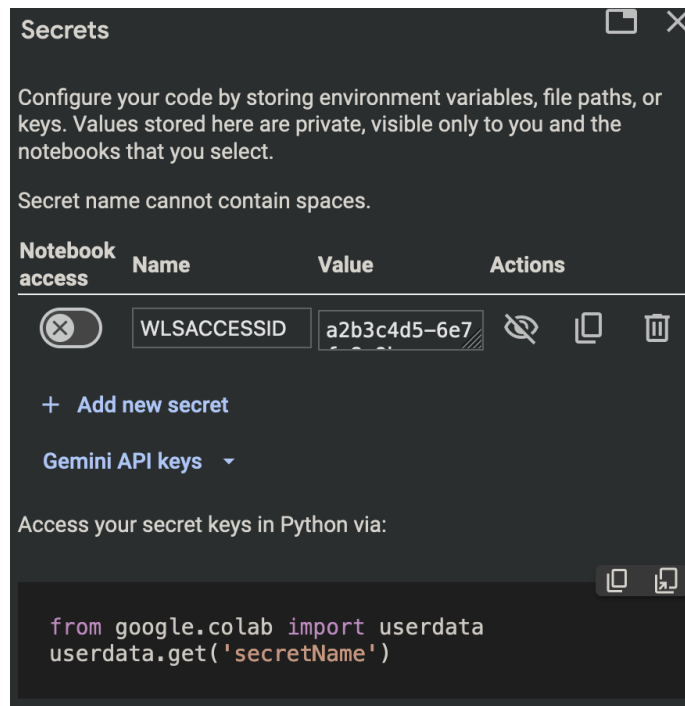 Secrets
Configure your code by storing environment variables, file paths, or
keys. Values stored here are private, visible only to you and the
notebooks that you select.
Secret name cannot contain spaces.
Notebook
access Name Value Actions
WLSACCESSID a2b3c4d5-6e7
+ Add new secret
Gemini API keys
Access your secret keys in Python via:
from google.colab import userdata
userdata.get('secretName')